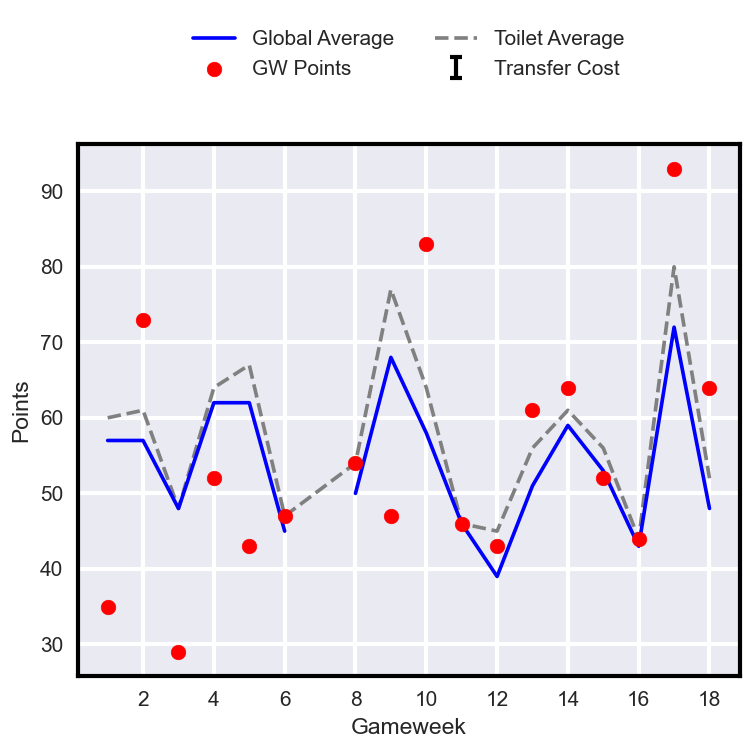 Global Average
Toilet Average
GW Points
Transfer Cost
90
80
70
60
50
40
30
Points
2 4 6 8 10 12 14 16 18
Gameweek